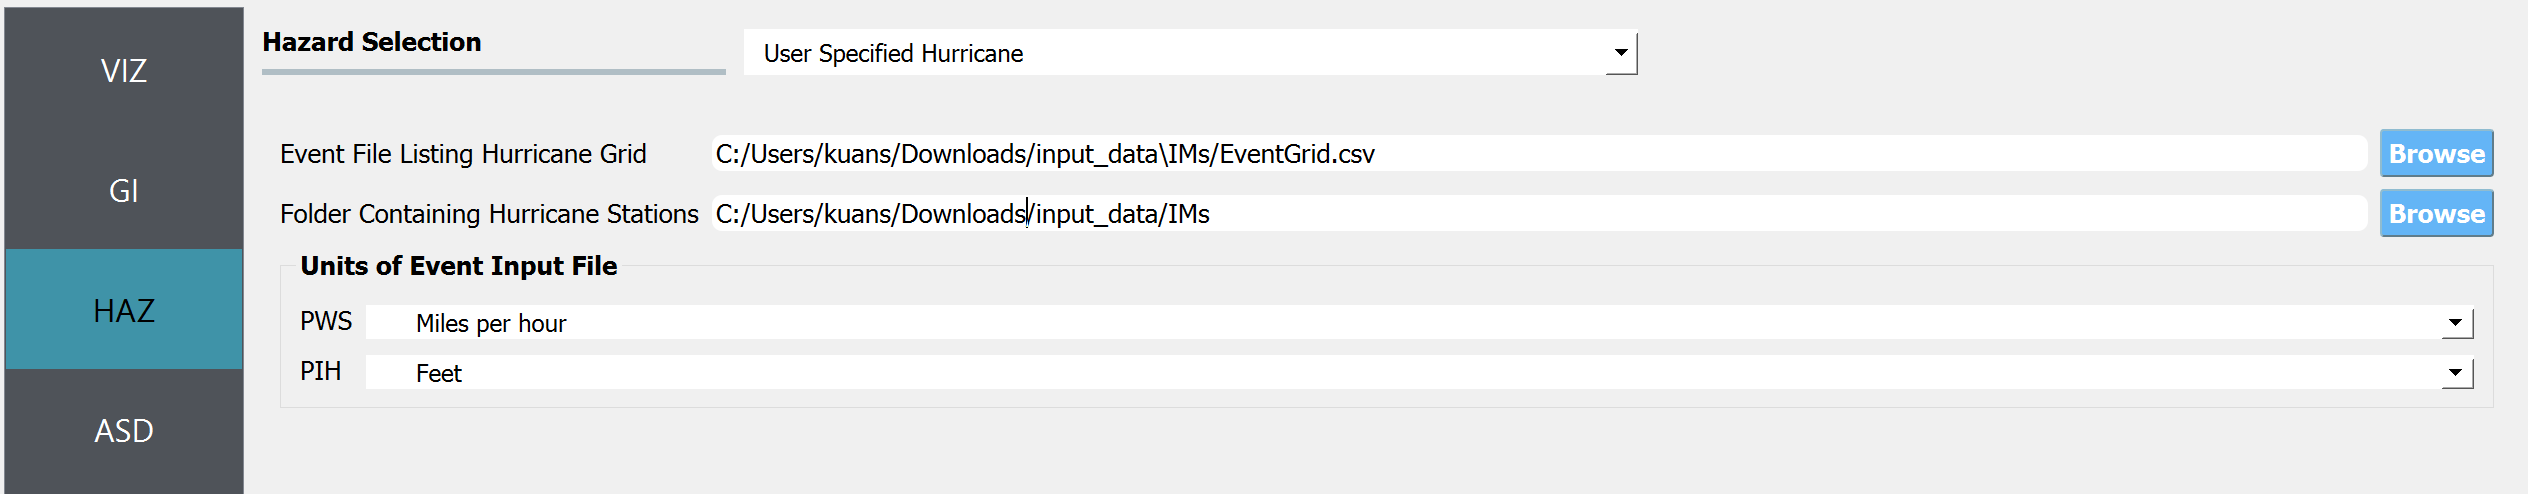 VIZ
GI
HAZ
ASD
Hazard Selection
User Specified Hurricane
Event File Listing Hurricane Grid
C:/Users/kuans/Downloads/input_data\IMs/EventGrid.csv
Browse
Folder Containing Hurricane Stations
C:/Users/kuans/Downloads/input_data/IMs
Browse
Units of Event Input File
PWS
Miles per hour
PIH
Feet